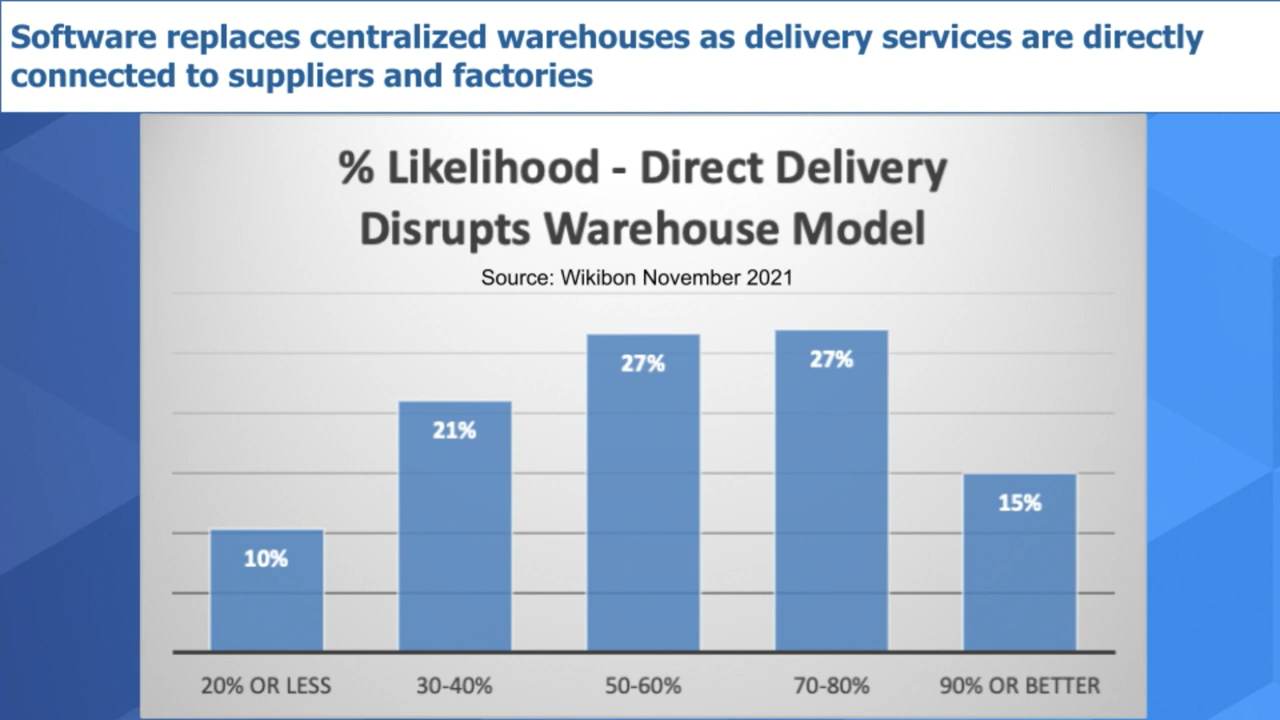 Software replaces centralized warehouses as delivery services are directly
connected to suppliers and factories
% Likelihood - Direct Delivery
Disrupts Warehouse Model
Source: Wikibon November 2021
10%
21%
27%
27%
15%
20% OR LESS
30-40%
50-60%
70-80%
90% OR BETTER